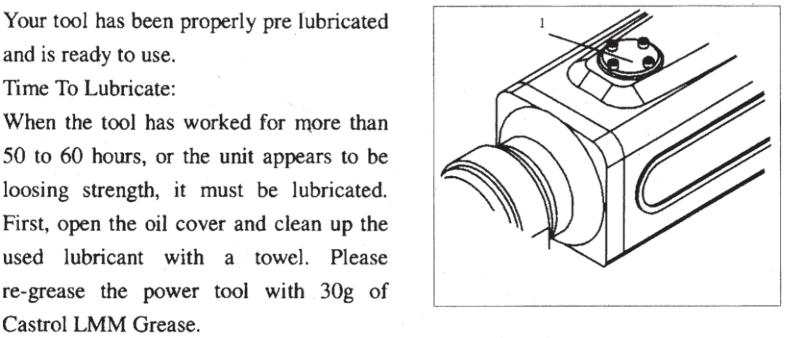 Your tool has been properly pre lubricated
and is ready to use.
Time To Lubricate:
When the tool has worked for more than
50 to 60 hours, or the unit appears to be
loosing strength, it must be lubricated.
First, open the oil cover and clean up the
used lubricant with a towel. Please
re-grease the power tool with 30g of
Castrol LMM Grease.
1